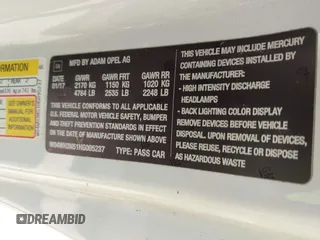 FORMATION
MFD BY ADAM OPEL AG
01/17 GVWR GAWR FRT GAWR RR
2170 KG 1150 KG 1020 KG
4784 LB 2535 LB 2248 LB
THIS VEHICLE CONFORMS TO ALL APPLICABLE
U.S. FEDERAL MOTOR VEHICLE SAFETY, BUMPER
AND THEFT PREVENTION STANDARDS IN EFFECT ON
THE DATE OF MANUFACTURE SHOWN ABOVE.
TYPE: PASS CAR
THIS VEHICLE MAY INCLUDE MERCURY
CONTAINING DEVICES IF INSTALLED BY
THE MANUFACTURER:
• HIGH INTENSITY DISCHARGE
HEADLAMPS
• BACK LIGHTING COLOR DISPLAY
REMOVE DEVICES BEFORE VEHICLE DISPOSAL
UPON REMOVAL OF DEVICES
PLEASE REUSE, RECYCLE OR DISPOSE
AS HAZARDOUS WASTE
DREAMBID